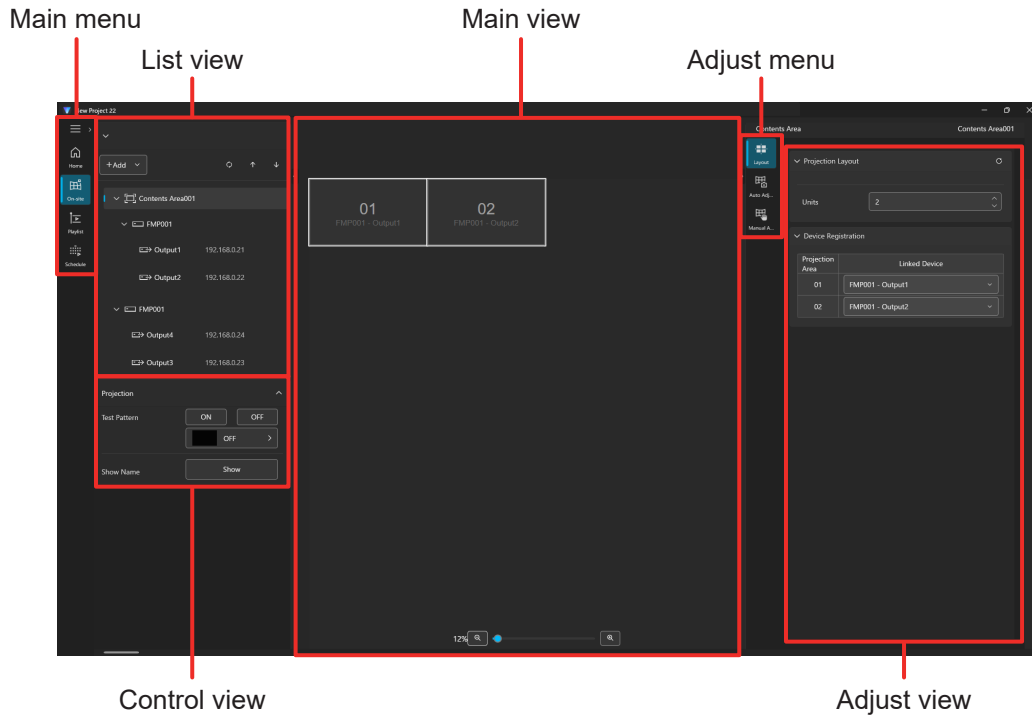 Main menu
Main view
List view
Adjust menu
New Project 22
Contents Area
Contents Area001
Home
On-site
Playlist
Schedule
+Add
Contents Area001
FMP001
Output1 192.168.0.21
Output2 192.168.0.22
FMP001
Output4 192.168.0.24
Output3 192.168.0.23
Projection
Test Pattern ON OFF
OFF
Show Name Show
01
FMP001 - Output1
02
FMP001 - Output2
12%
Layout
Auto Adj...
Manual A...
Projection Layout
Units 2
Device Registration
Projection
Area
Linked Device
01 FMP001 - Output1
02 FMP001 - Output2
Control view
Adjust view